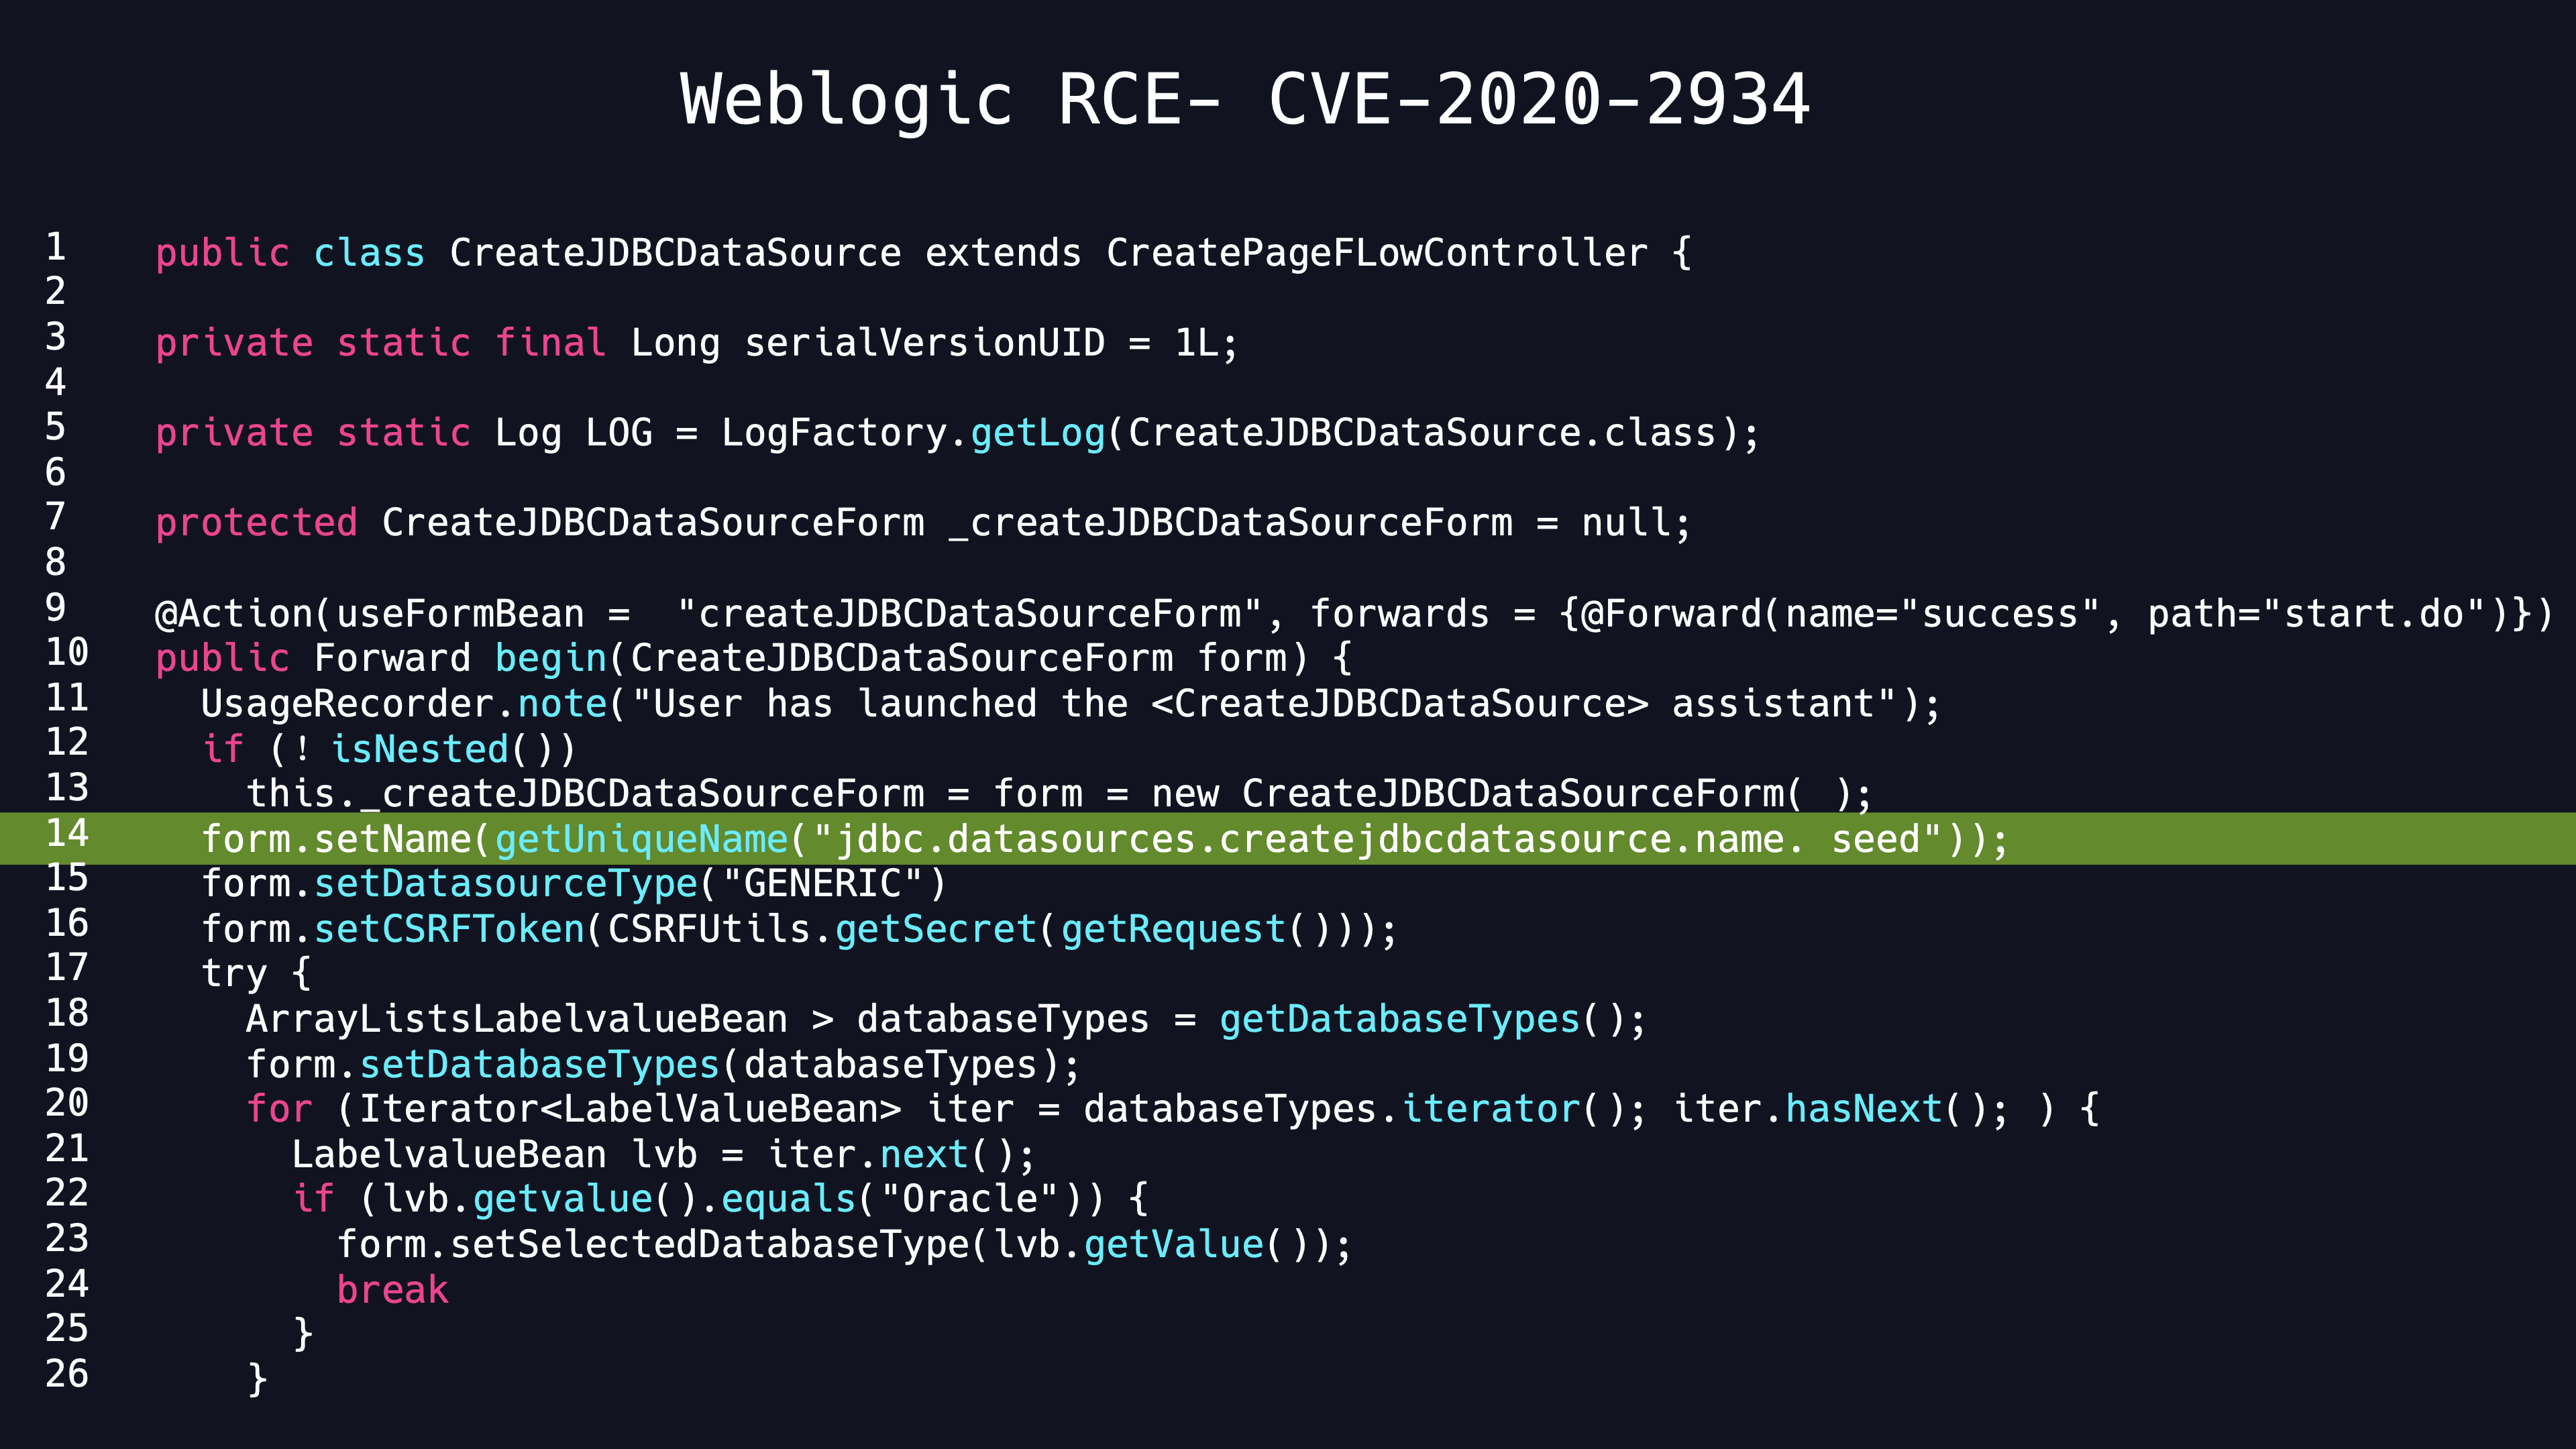 Weblogic RCE- CVE-2020-2934
1 public class CreateJDBCDataSource extends CreatePageFLowController {
2
3 private static final Long serialVersionUID = 1L;
4
5 private static Log LOG = LogFactory.getLog(CreateJDBCDataSource.class);
6
7 protected CreateJDBCDataSourceForm _createJDBCDataSourceForm = null;
8
9 @Action(useFormBean =  "createJDBCDataSourceForm", forwards = {@Forward(name="success", path="start.do")})
10 public Forward begin(CreateJDBCDataSourceForm form) {
11   UsageRecorder.note("User has launched the <CreateJDBCDataSource> assistant");
12   if (! isNested())
13     this._createJDBCDataSourceForm = form = new CreateJDBCDataSourceForm( );
14   form.setName(getUniqueName("jdbc.datasources.createjdbcdatasource.name. seed"));
15   form.setDatasourceType("GENERIC")
16   form.setCSRFToken(CSRFUtils.getSecret(getRequest()));
17   try {
18     ArrayListsLabelvalueBean > databaseTypes = getDatabaseTypes();
19     form.setDatabaseTypes(databaseTypes);
20     for (Iterator<LabelValueBean> iter = databaseTypes.iterator(); iter.hasNext(); ) {
21       LabelvalueBean lvb = iter.next();
22       if (lvb.getvalue().equals("Oracle")) {
23         form.setSelectedDatabaseType(lvb.getValue());
24         break
25       }
26     }